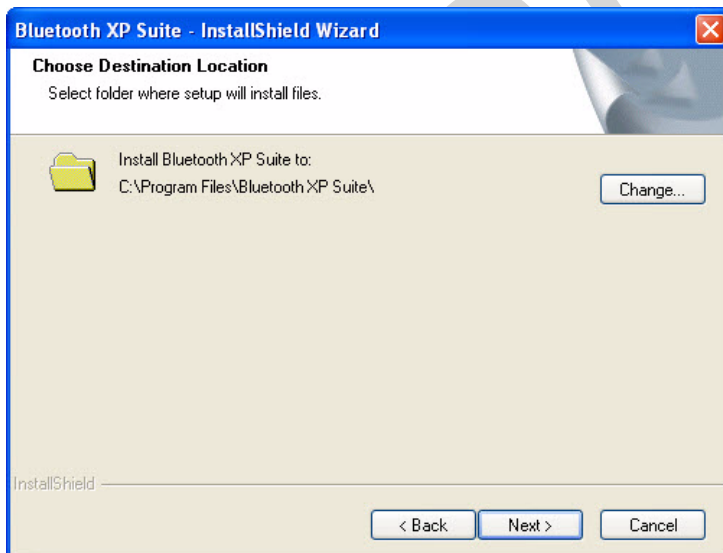 Bluetooth XP Suite - InstallShield Wizard
Choose Destination Location
Select folder where setup will install files.
Install Bluetooth XP Suite to:
C:\Program Files\Bluetooth XP Suite\
Change...
InstallShield
< Back
Next >
Cancel